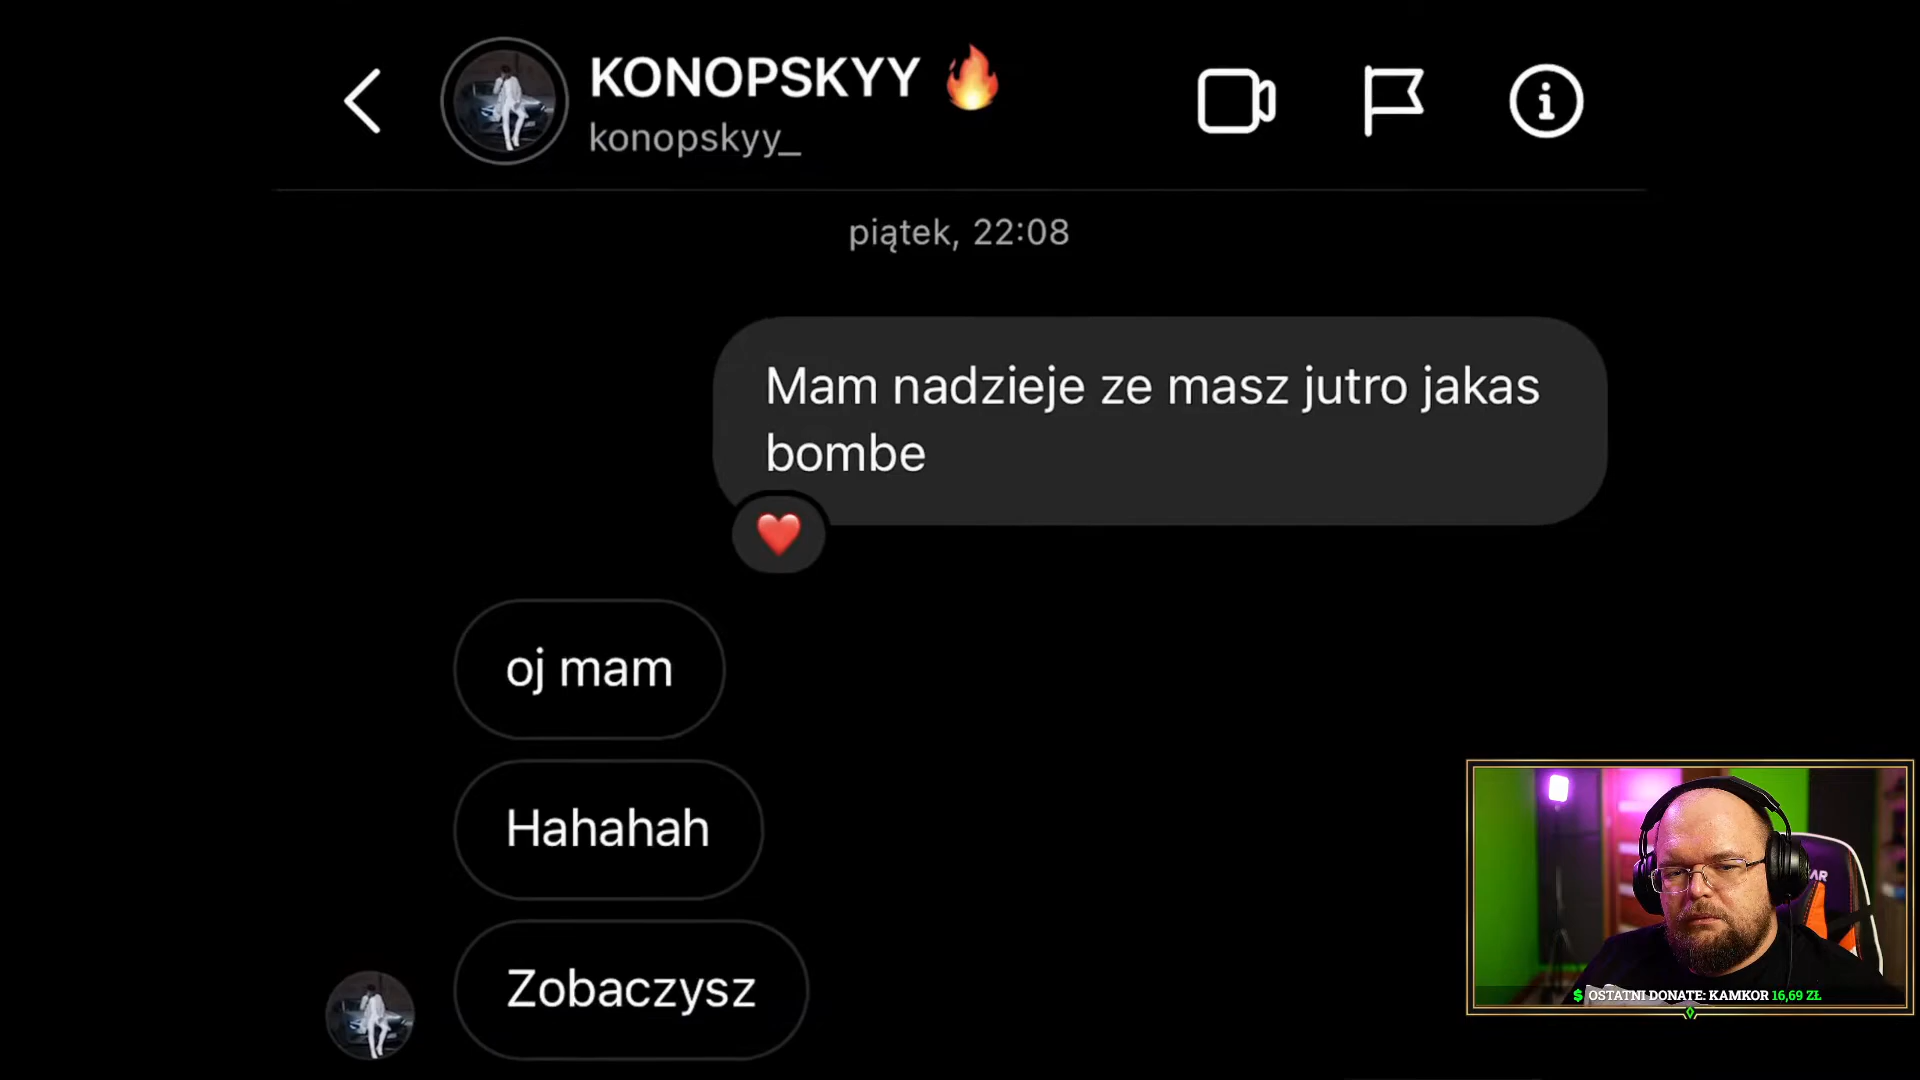 KONOPSKYY 🔥
konopskyy_
piątek, 22:08
Mam nadzieje ze masz jutro jakas
bombe
oj mam
Hahahah
Zobaczysz
AR
$ OSTATNI DONATE: KAMKOR 16,69 ZŁ